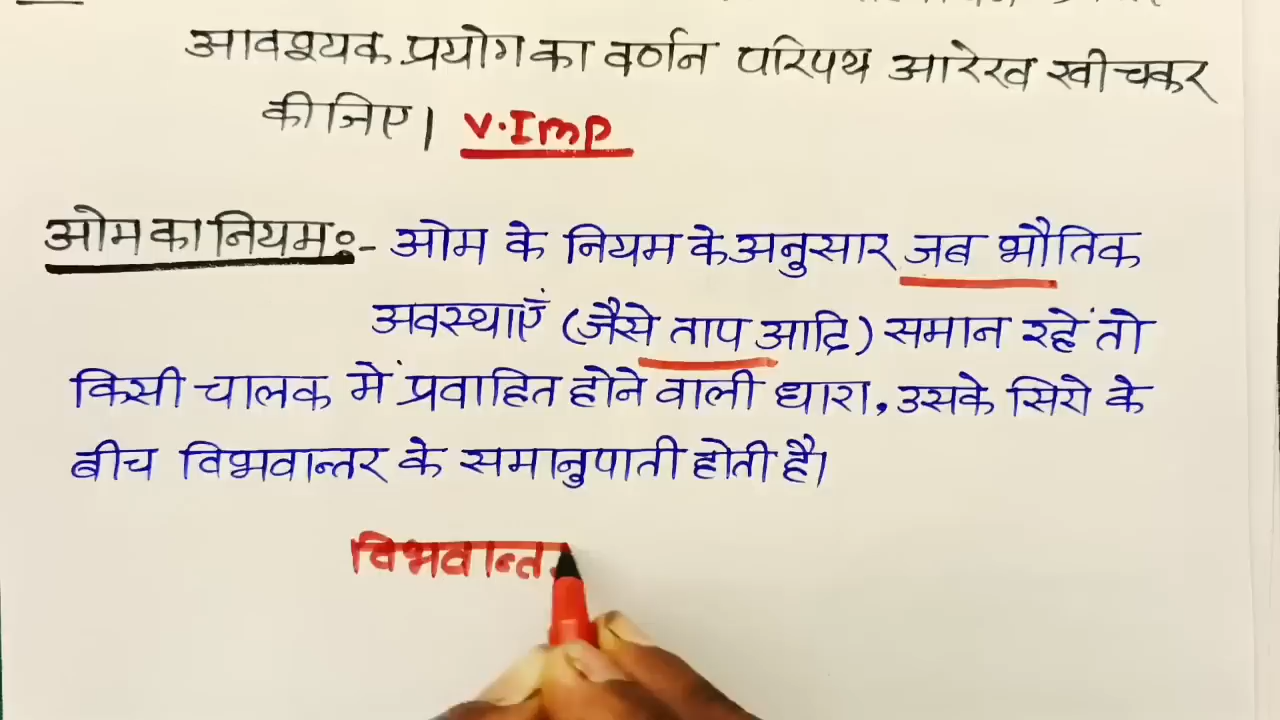 आवश्यक प्रयोग का वर्णन परिपथ आरेख खीचकर
कीजिए। V.Imp
ओम का नियम:- ओम के नियम के अनुसार जब भौतिक
अवस्थाएँ (जैसे ताप आदि) समान रहें तो
किसी चालक में प्रवाहित होने वाली धारा, उसके सिरो के
बीच विभवान्तर के समानुपाती होती है।
विभवान्त